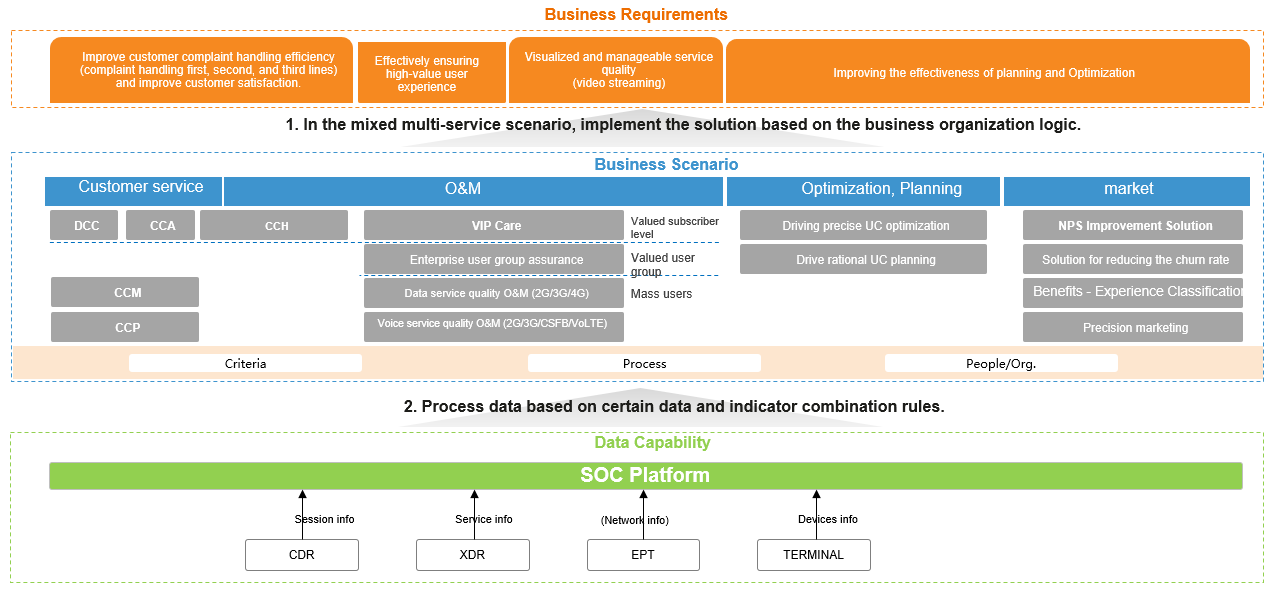 Business Requirements
Improve customer complaint handling efficiency
(complaint handling first, second, and third lines)
and improve customer satisfaction.
Effectively ensuring
high-value user
experience
Visualized and manageable service
quality
(video streaming)
Improving the effectiveness of planning and Optimization
1. In the mixed multi-service scenario, implement the solution based on the business organization logic.
Business Scenario
Customer service
O&M
Optimization, Planning
market
DCC
CCA
CCH
VIP Care
Valued subscriber
level
Driving precise UC optimization
NPS Improvement Solution
Enterprise user group assurance
Valued user
group
Drive rational UC planning
Solution for reducing the churn rate
CCM
Data service quality O&M (2G/3G/4G)
Mass users
Benefits - Experience Classification
CCP
Voice service quality O&M (2G/3G/CSFB/VoLTE)
Precision marketing
Criteria
Process
People/Org.
2. Process data based on certain data and indicator combination rules.
Data Capability
SOC Platform
Session info
Service info
(Network info)
Devices info
CDR
XDR
EPT
TERMINAL